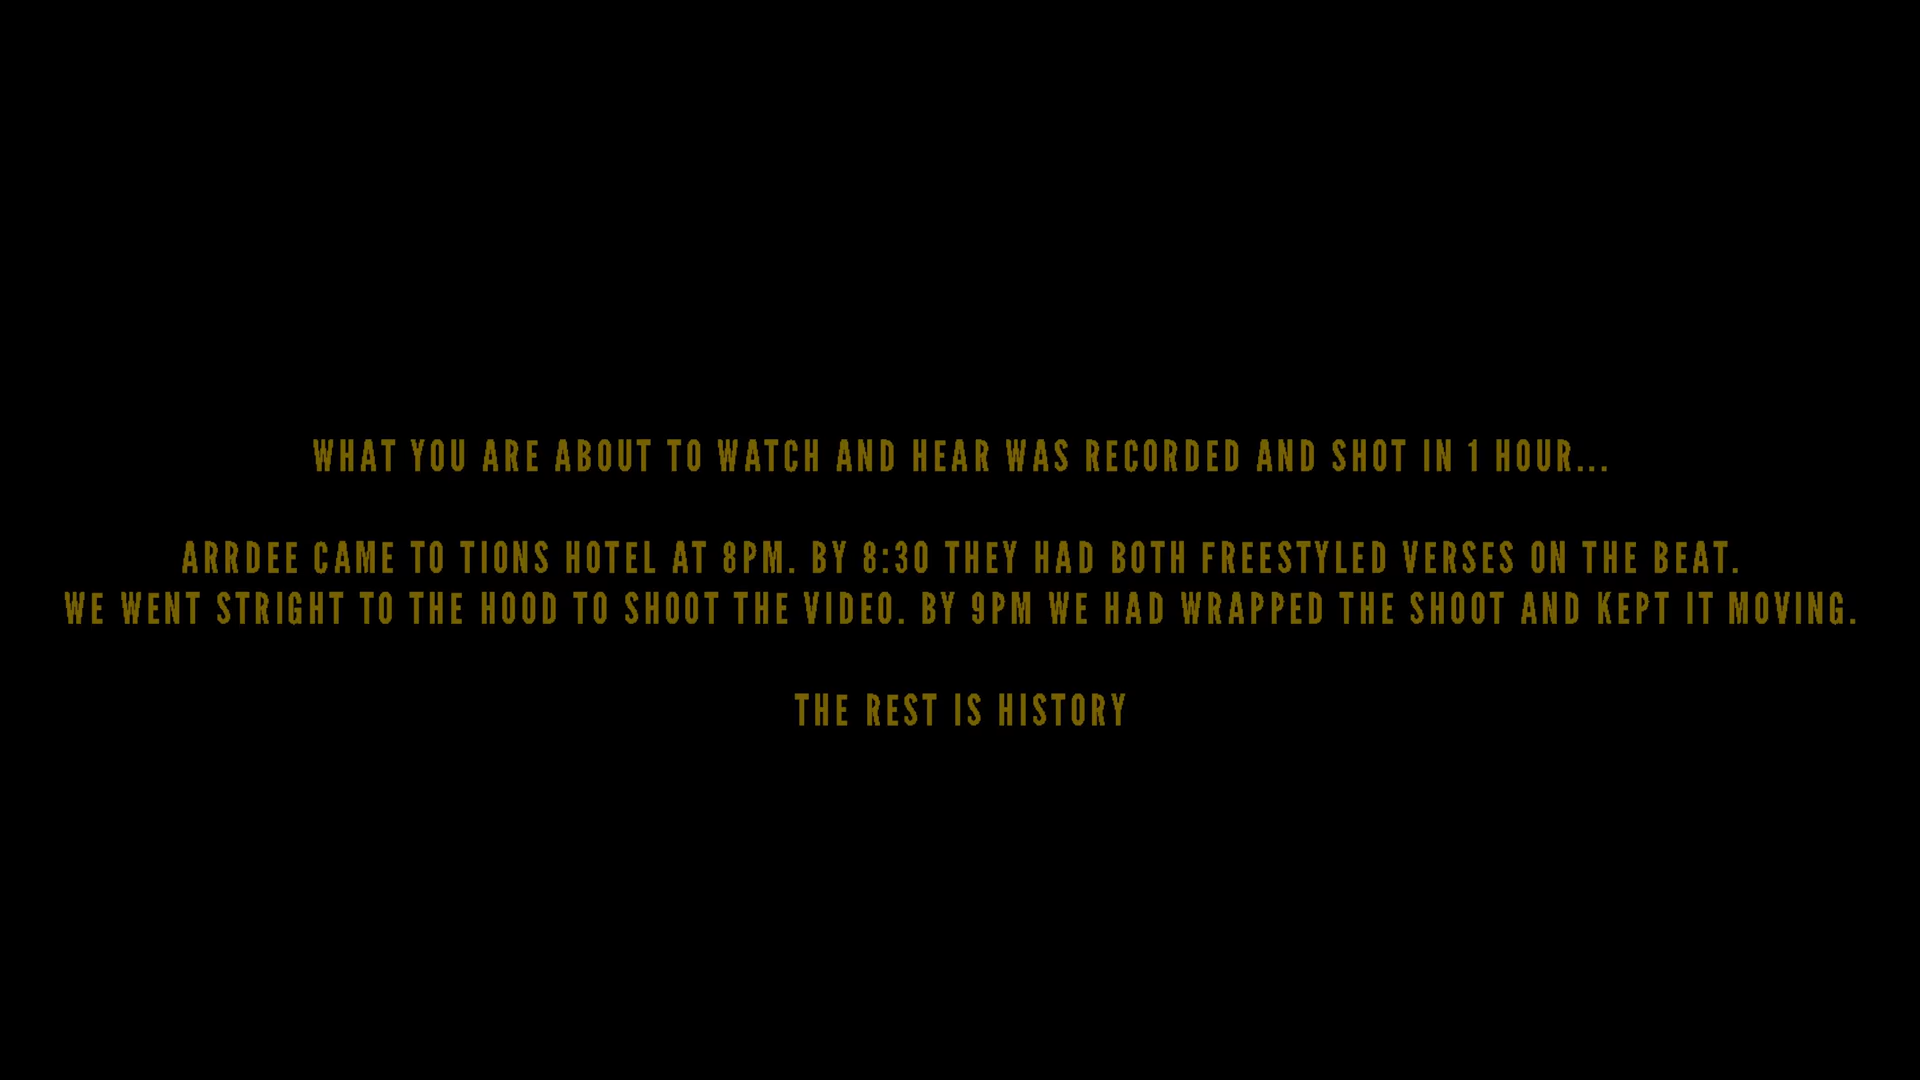 WHAT YOU ARE ABOUT TO WATCH AND HEAR WAS RECORDED AND SHOT IN 1 HOUR...
ARRDEE CAME TO TIONS HOTEL AT 8PM. BY 8:30 THEY HAD BOTH FREESTYLED VERSES ON THE BEAT.
WE WENT STRIGHT TO THE HOOD TO SHOOT THE VIDEO. BY 9PM WE HAD WRAPPED THE SHOOT AND KEPT IT MOVING.
THE REST IS HISTORY